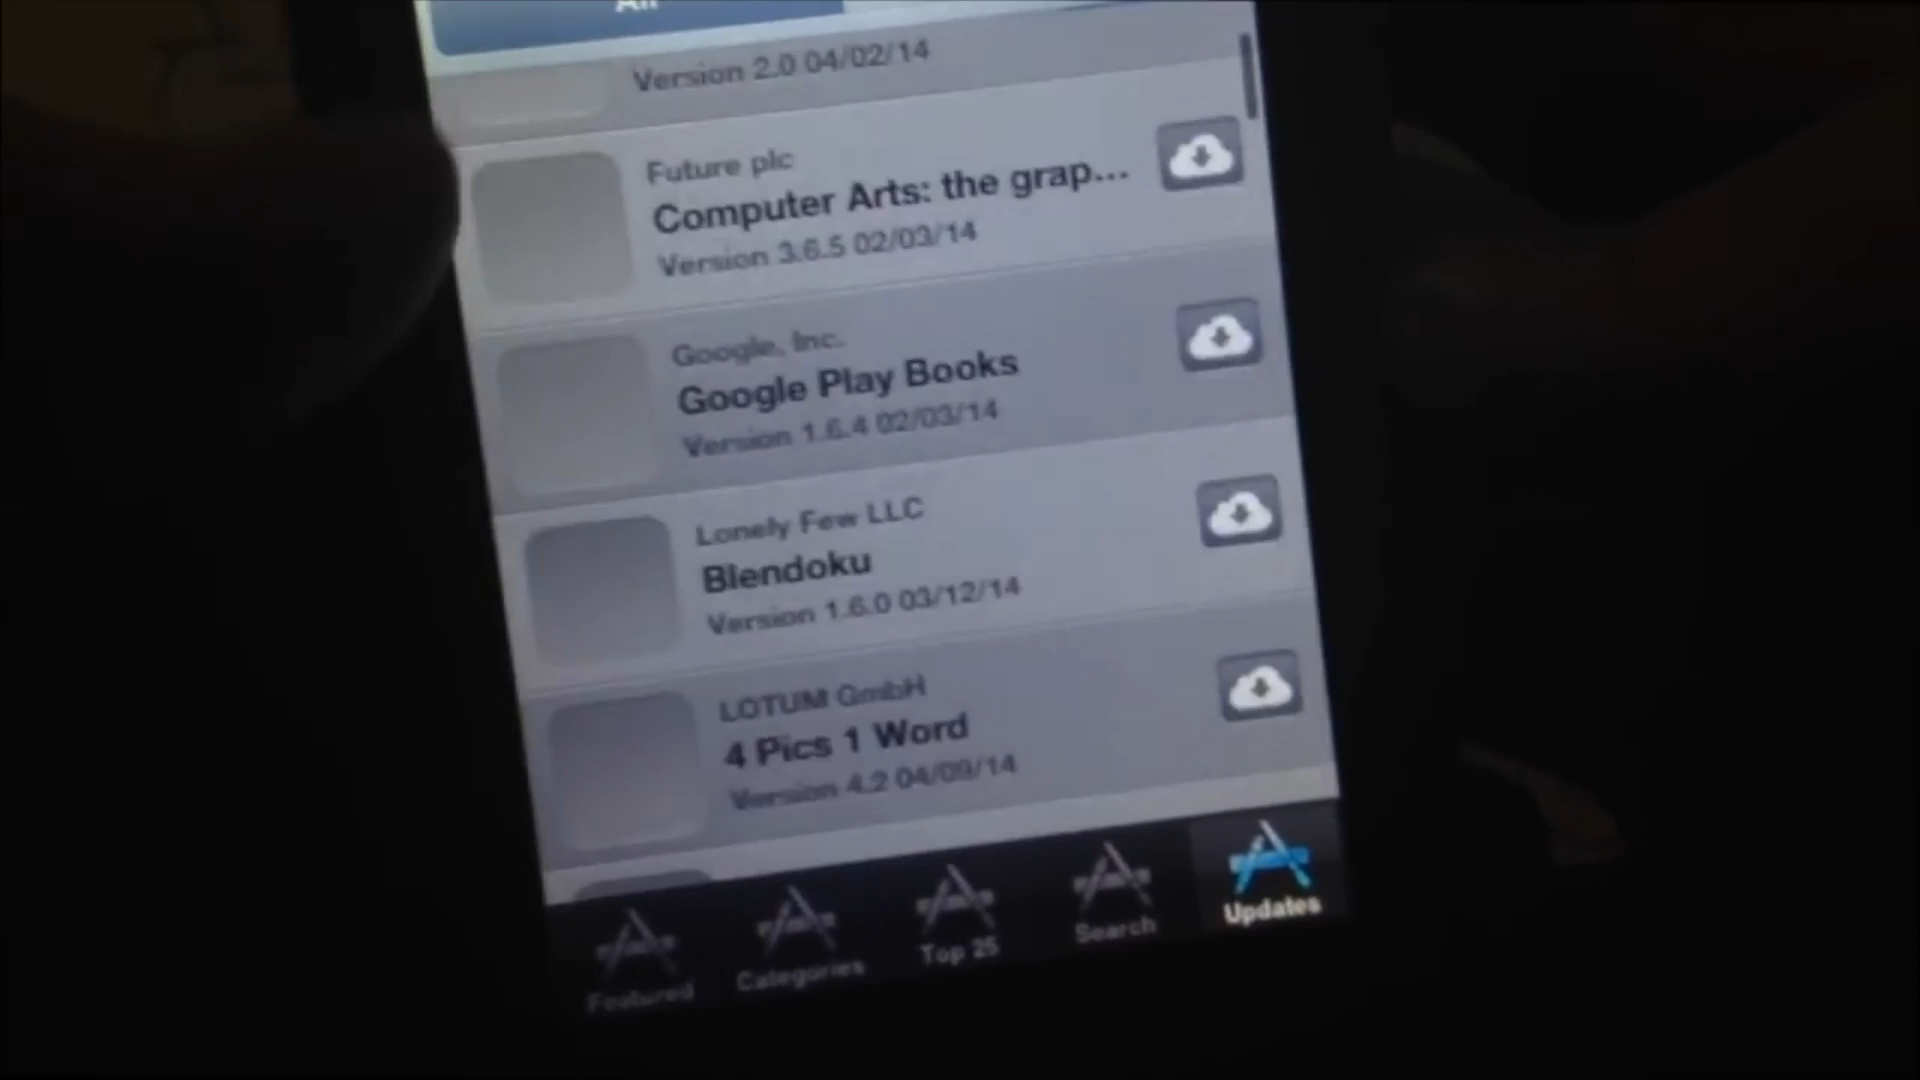 All
Version 2.0 04/02/14
Future plc
Computer Arts: the grap...
Version 3.6.5 02/03/14
Google, Inc.
Google Play Books
Version 1.6.4 02/03/14
Lonely Few LLC
Blendoku
Version 1.6.0 03/12/14
LOTUM GmbH
4 Pics 1 Word
Version 4.2 04/09/14
Featured
Categories
Top 25
Search
Updates